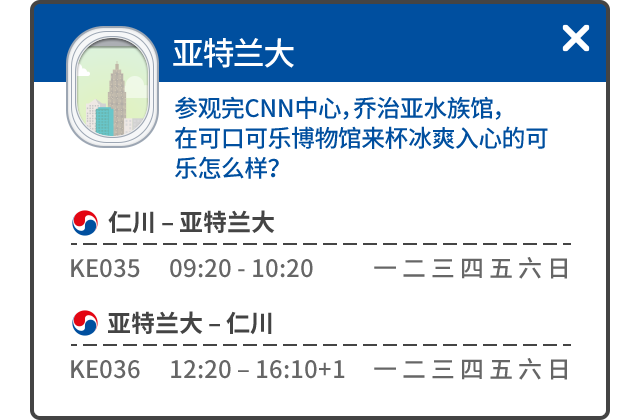 亚特兰大
参观完CNN中心，乔治亚水族馆，
在可口可乐博物馆来杯冰爽入心的可
乐怎么样？
仁川 – 亚特兰大
KE035 09:20 - 10:20 一 二 三 四 五 六 日
亚特兰大 – 仁川
KE036 12:20 – 16:10+1 一 二 三 四 五 六 日